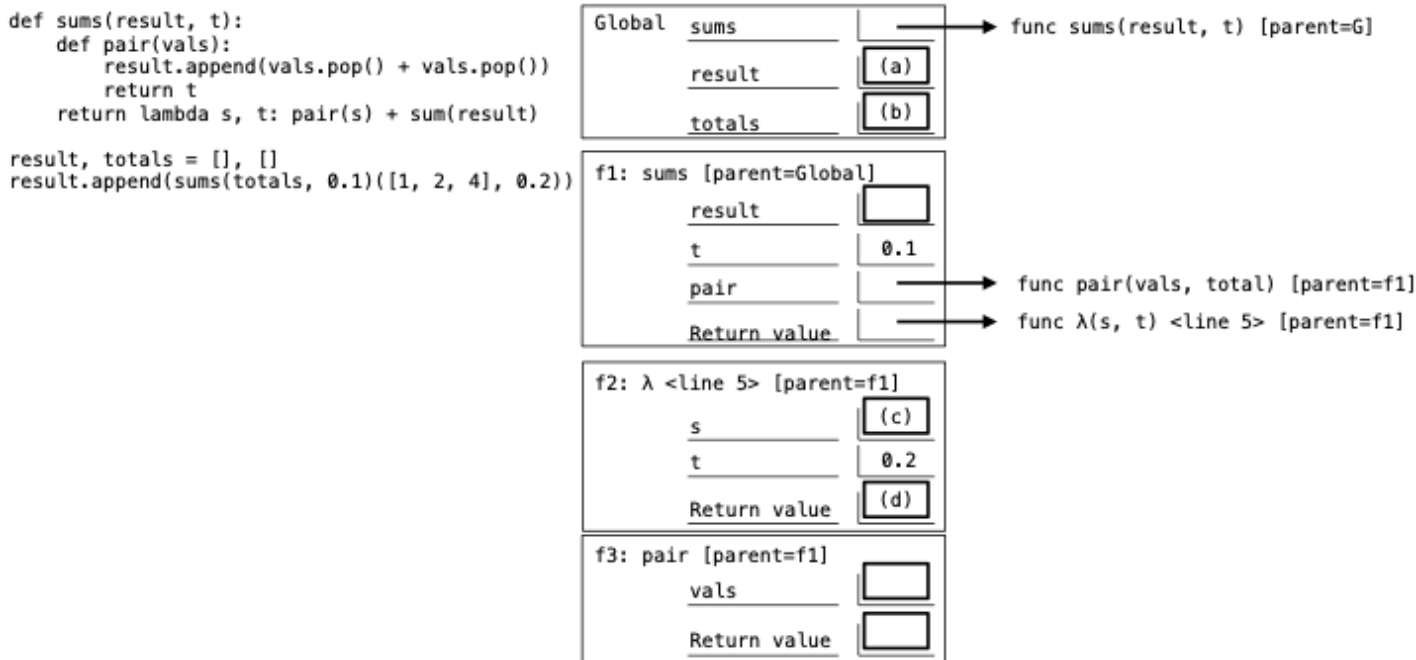 def sums(result, t):
    def pair(vals):
        result.append(vals.pop() + vals.pop())
        return t
    return lambda s, t: pair(s) + sum(result)
result, totals = [], []
result.append(sums(totals, 0.1)([1, 2, 4], 0.2))
Global sums
func sums(result, t) [parent=G]
result (a)
totals (b)
f1: sums [parent=Global]
result
t 0.1
pair
func pair(vals, total) [parent=f1]
Return value
func λ(s, t) <line 5> [parent=f1]
f2: λ <line 5> [parent=f1]
s (c)
t 0.2
Return value (d)
f3: pair [parent=f1]
vals
Return value